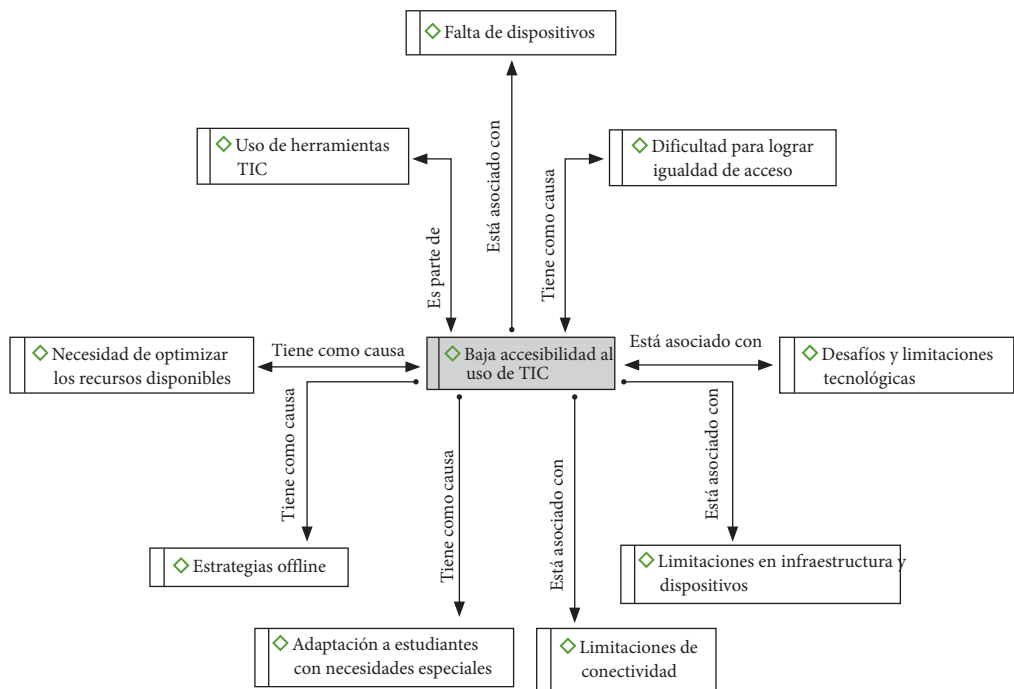 Falta de dispositivos
Uso de herramientas
TIC
Está asociado con
Dificultad para lograr
igualdad de acceso
Es parte de
Tiene como causa
Necesidad de optimizar
los recursos disponibles
Tiene como causa
Baja accesibilidad al
uso de TIC
Está asociado con
Desafíos y limitaciones
tecnológicas
Tiene como causa
Tiene como causa
Está asociado con
Está asociado con
Estrategias offline
Limitaciones en infraestructura y
dispositivos
Adaptación a estudiantes
con necesidades especiales
Limitaciones de
conectividad